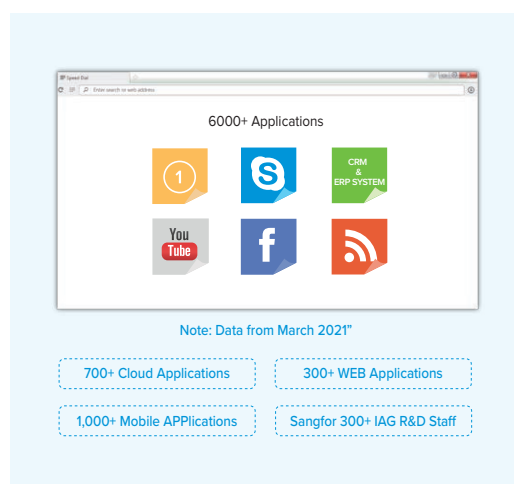 Speed Dial
Enter search or web address
6000+ Applications
1
S
CRM
&
ERP SYSTEM
You
Tube
f
Note: Data from March 2021”
700+ Cloud Applications
300+ WEB Applications
1,000+ Mobile APPlications
Sangfor 300+ IAG R&D Staff